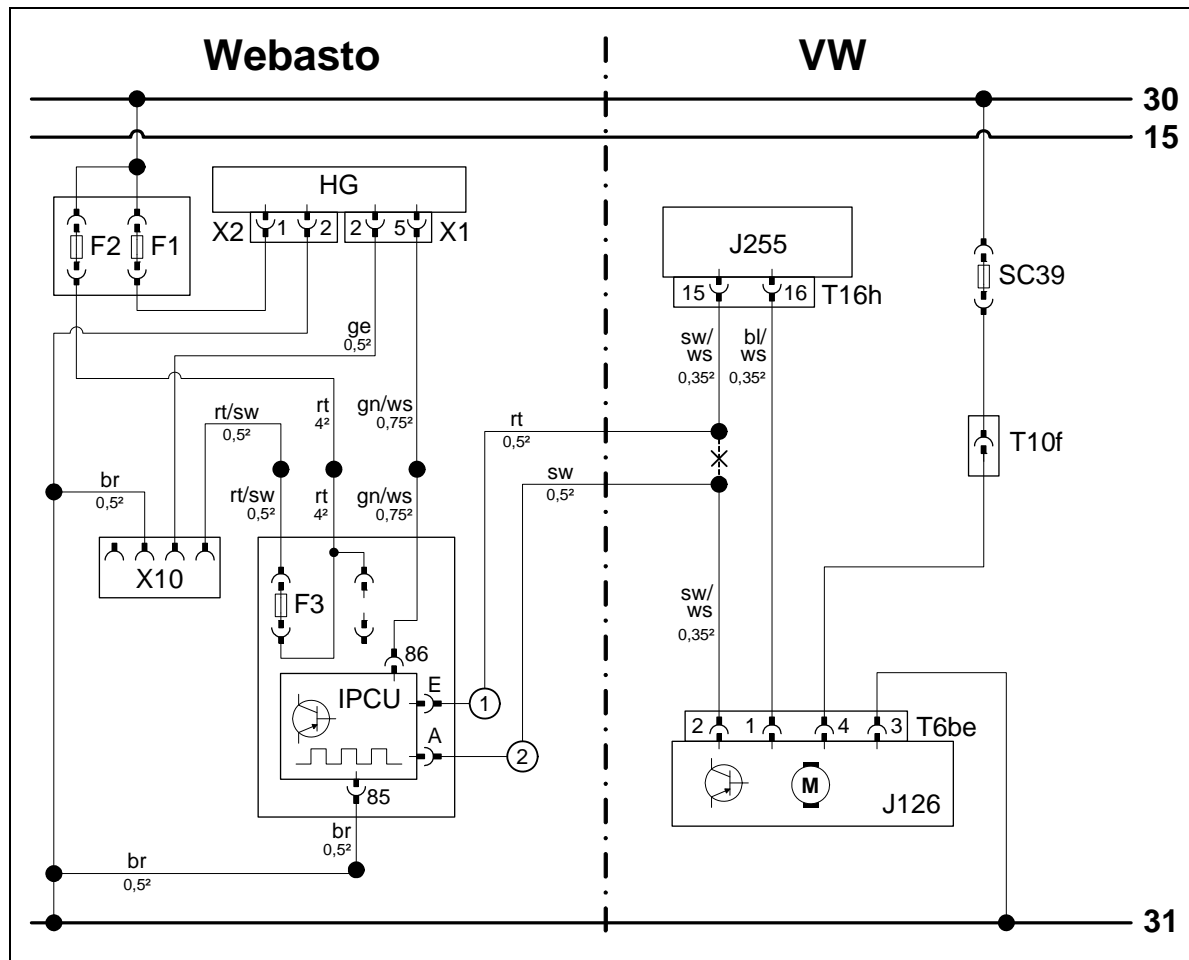 Webasto
VW
30
15
HG
X2 1 2 2 5 X1
F2 F1
J255
15 16 T16h
SC39
ge
0,5²
sw/
ws
0,35²
bl/
ws
0,35²
rt/sw
0,5²
rt
4²
gn/ws
0,75²
rt
0,5²
T10f
br
0,5²
rt/sw
0,5²
rt
4²
gn/ws
0,75²
sw
0,5²
X10
F3
sw/
ws
0,35²
86
IPCU
E
1
A
2
85
2 1 4 3 T6be
M
J126
br
0,5²
br
0,5²
31